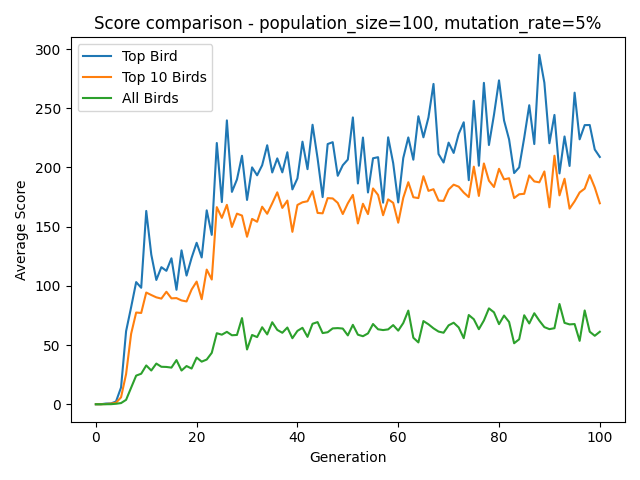 Score comparison - population_size=100, mutation_rate=5%
Top Bird
Top 10 Birds
All Birds
Average Score
300
250
200
150
100
50
0
0 20 40 60 80 100
Generation